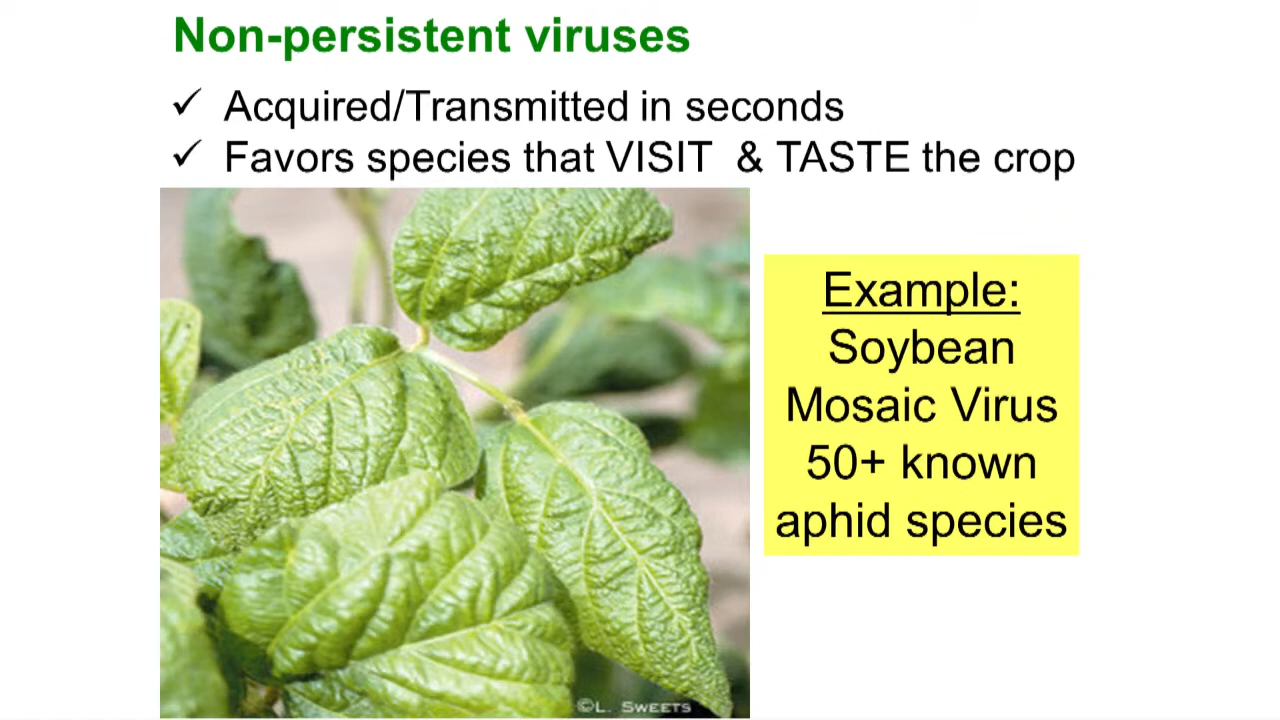 Non-persistent viruses
✓ Acquired/Transmitted in seconds
✓ Favors species that VISIT & TASTE the crop
Example:
Soybean
Mosaic Virus
50+ known
aphid species
©L. SWEETS